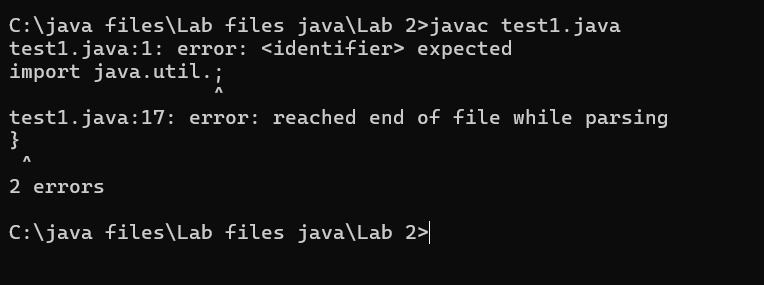 C:\java files\Lab files java\Lab 2>javac test1.java
test1.java:1: error: <identifier> expected
import java.util.;
^
test1.java:17: error: reached end of file while parsing
}
^
2 errors
C:\java files\Lab files java\Lab 2>